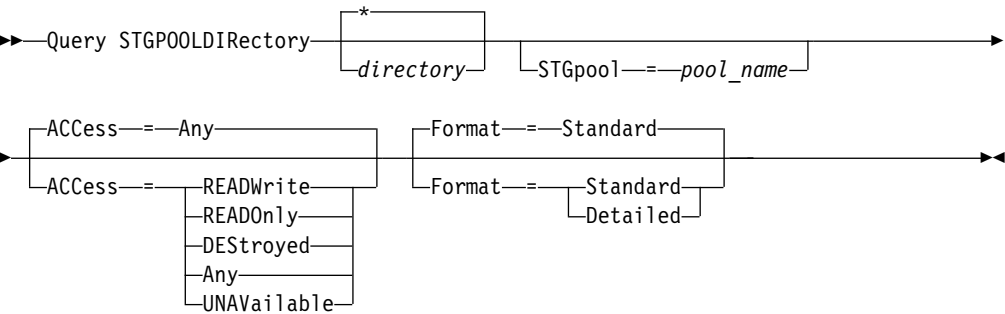 *
Query STGPOOLDIRectory
directory
STGpool = pool_name
ACCess = Any
Format = Standard
ACCess = READWrite
Format = Standard
READOnly
Detailed
DEStroyed
Any
UNAVailable